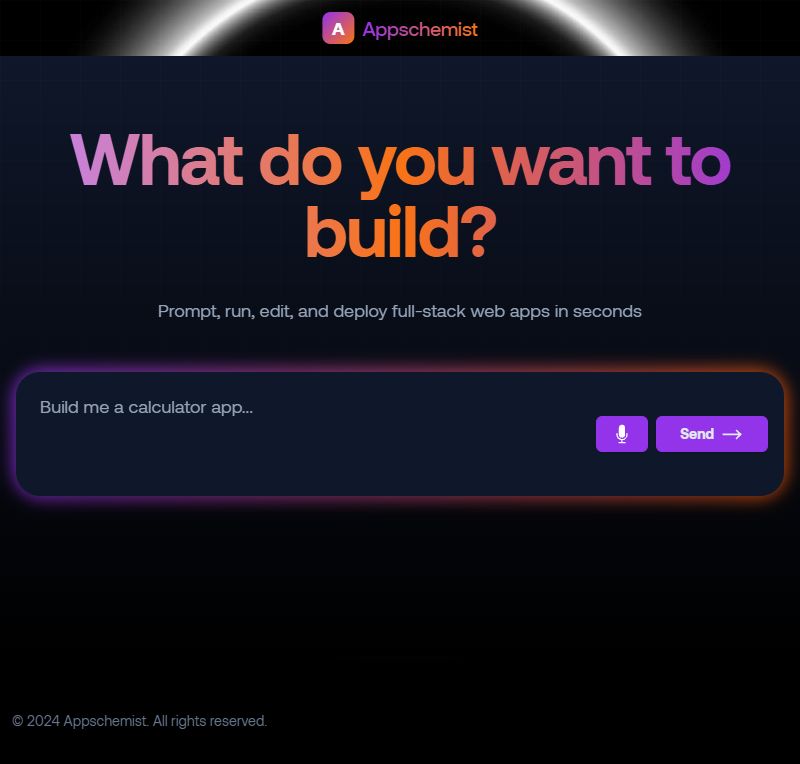 A Appschemist
What do you want to
build?
Prompt, run, edit, and deploy full-stack web apps in seconds
Build me a calculator app...
Send
© 2024 Appschemist. All rights reserved.